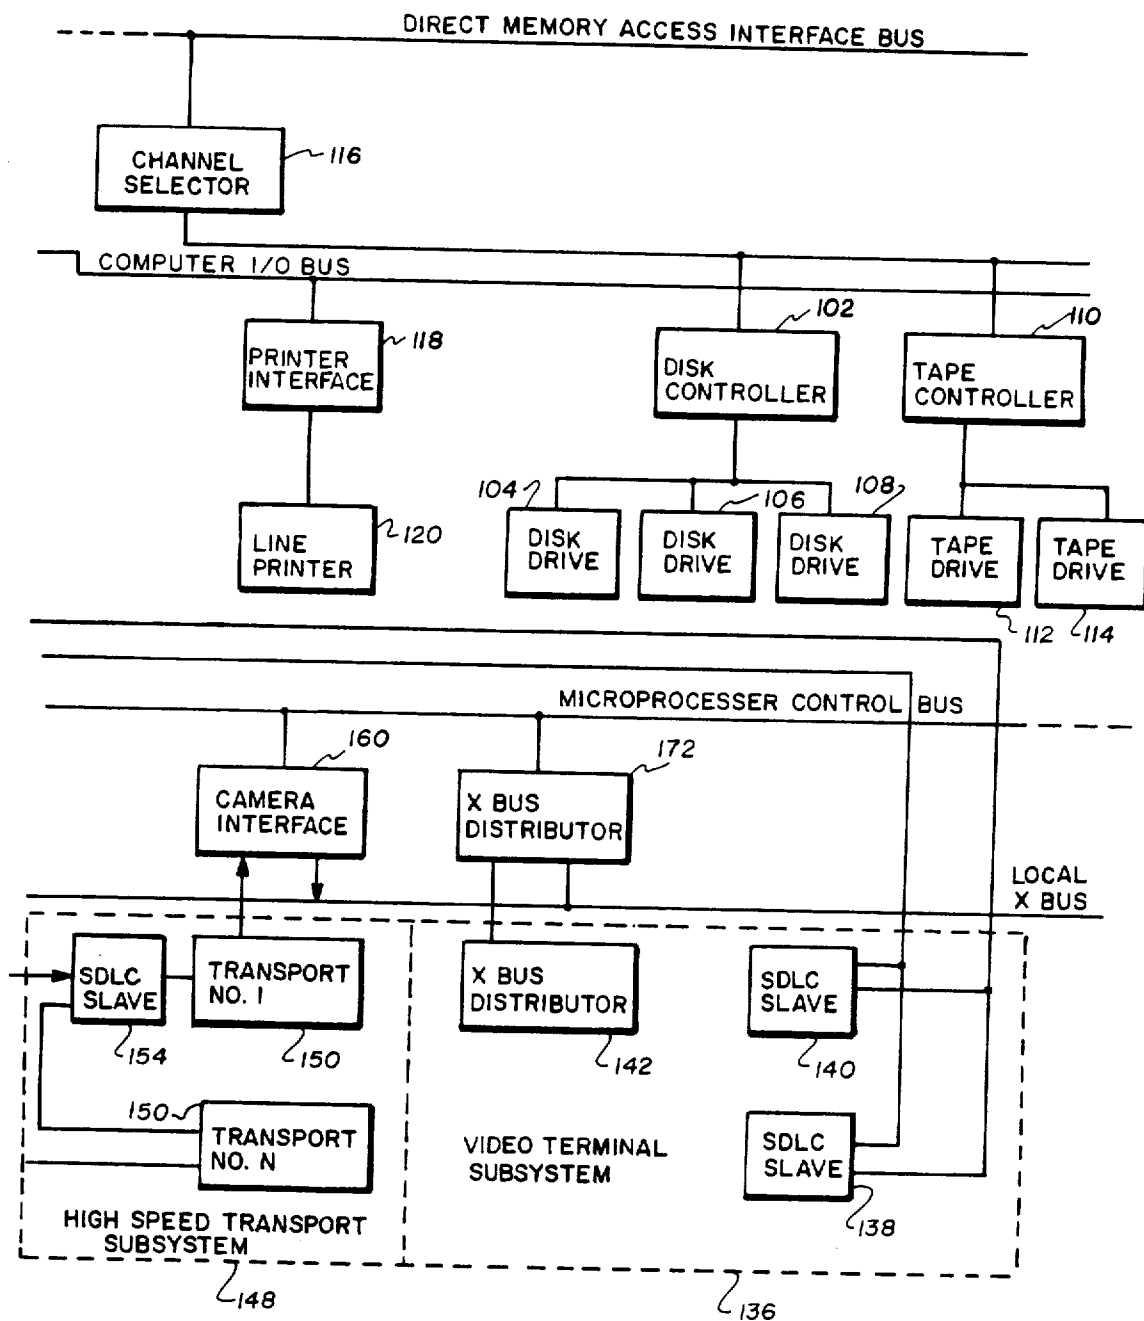 DIRECT MEMORY ACCESS INTERFACE BUS
CHANNEL
SELECTOR
116
COMPUTER I/O BUS
PRINTER
INTERFACE
118
102
DISK
CONTROLLER
110
TAPE
CONTROLLER
LINE
PRINTER
120
104
DISK
DRIVE
106
DISK
DRIVE
108
DISK
DRIVE
TAPE
DRIVE
112
TAPE
DRIVE
114
MICROPROCESSER CONTROL BUS
160
CAMERA
INTERFACE
172
X BUS
DISTRIBUTOR
LOCAL
X BUS
SDLC
SLAVE
154
TRANSPORT
NO. 1
150
X BUS
DISTRIBUTOR
142
SDLC
SLAVE
140
150
TRANSPORT
NO. N
VIDEO TERMINAL
SUBSYSTEM
SDLC
SLAVE
138
HIGH SPEED TRANSPORT
SUBSYSTEM
148
136